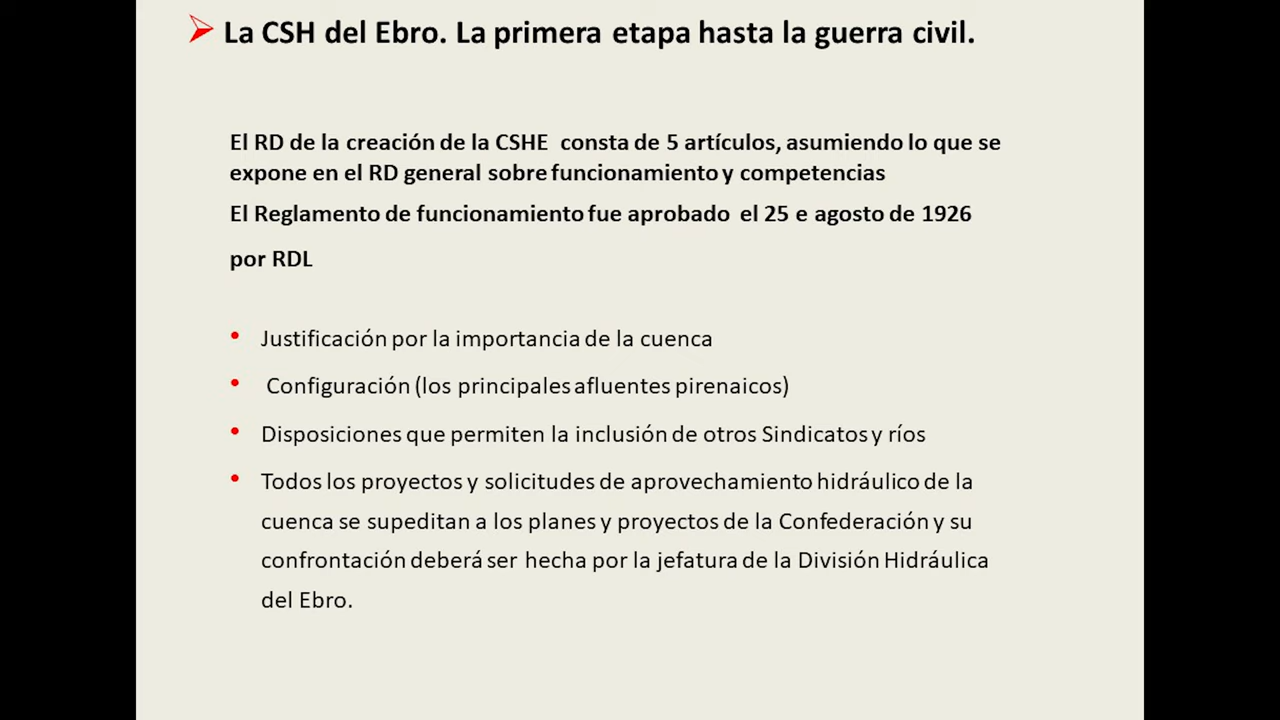 La CSH del Ebro. La primera etapa hasta la guerra civil.
El RD de la creación de la CSHE consta de 5 artículos, asumiendo lo que se
expone en el RD general sobre funcionamiento y competencias
El Reglamento de funcionamiento fue aprobado el 25 e agosto de 1926
por RDL
• Justificación por la importancia de la cuenca
• Configuración (los principales afluentes pirenaicos)
• Disposiciones que permiten la inclusión de otros Sindicatos y ríos
• Todos los proyectos y solicitudes de aprovechamiento hidráulico de la
cuenca se supeditan a los planes y proyectos de la Confederación y su
confrontación deberá ser hecha por la jefatura de la División Hidráulica
del Ebro.